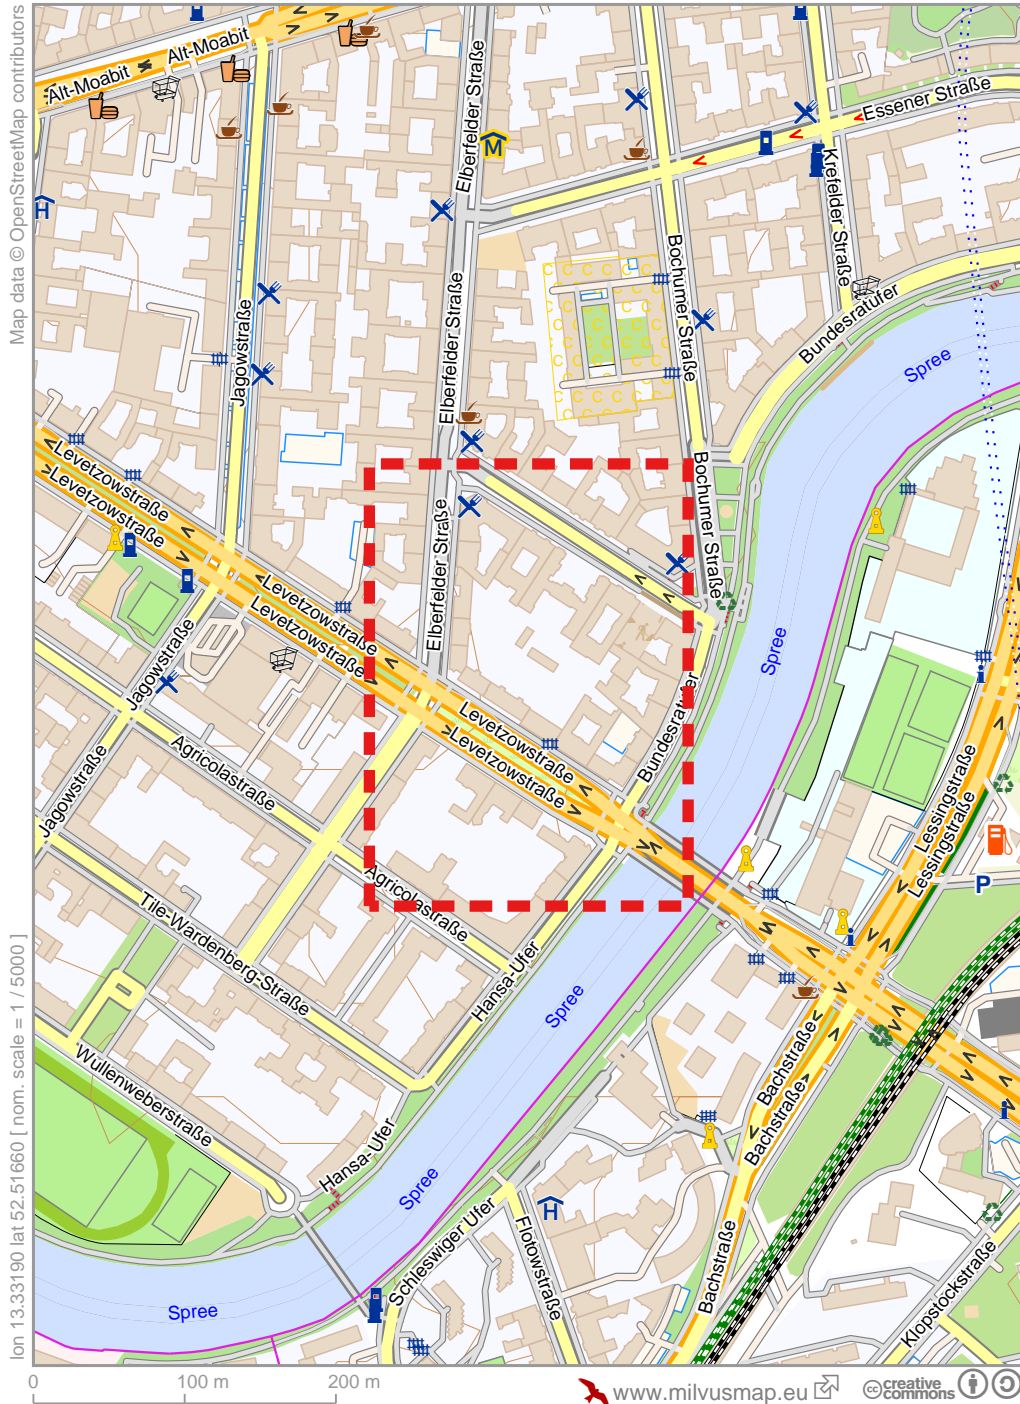 Map data © OpenStreetMap contributors
lon 13.33190 lat 52.51660 [ nom. scale = 1 / 5000 ]
Alt-Moabit
Alt-Moabit
Elberfelder Straße
Elberfelder Straße
Elberfelder Straße
Elberfelder Straße
Essener Straße
Krefelder Straße
Bochumer Straße
Bochumer Straße
Bundesratufer
Bundesratufer
Jagowstraße
Jagowstraße
Jagowstraße
Levetzowstraße
Levetzowstraße
Levetzowstraße
Levetzowstraße
Levetzowstraße
Levetzowstraße
Agricolastraße
Agricolastraße
Tile-Wardenberg-Straße
Wullenweberstraße
Hansa-Ufer
Hansa-Ufer
Spree
Spree
Spree
Spree
Spree
Lessingstraße
Lessingstraße
Bachstraße
Bachstraße
Bachstraße
Schleswiger Ufer
Flotowstraße
Klopstockstraße
H
M
H
P
C C C C C C C
0
100 m
200 m
www.milvusmap.eu
cc creative commons